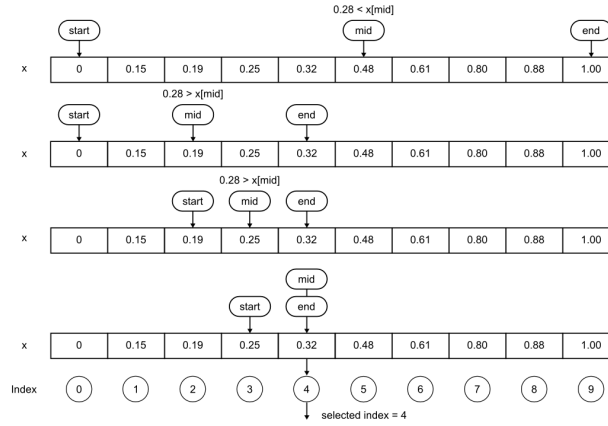 0.28 < x[mid]
start mid end
x 0 0.15 0.19 0.25 0.32 0.48 0.61 0.80 0.88 1.00
0.28 > x[mid]
start mid end
x 0 0.15 0.19 0.25 0.32 0.48 0.61 0.80 0.88 1.00
0.28 > x[mid]
start mid end
x 0 0.15 0.19 0.25 0.32 0.48 0.61 0.80 0.88 1.00
mid
start end
x 0 0.15 0.19 0.25 0.32 0.48 0.61 0.80 0.88 1.00
Index 0 1 2 3 4 5 6 7 8 9
selected index = 4